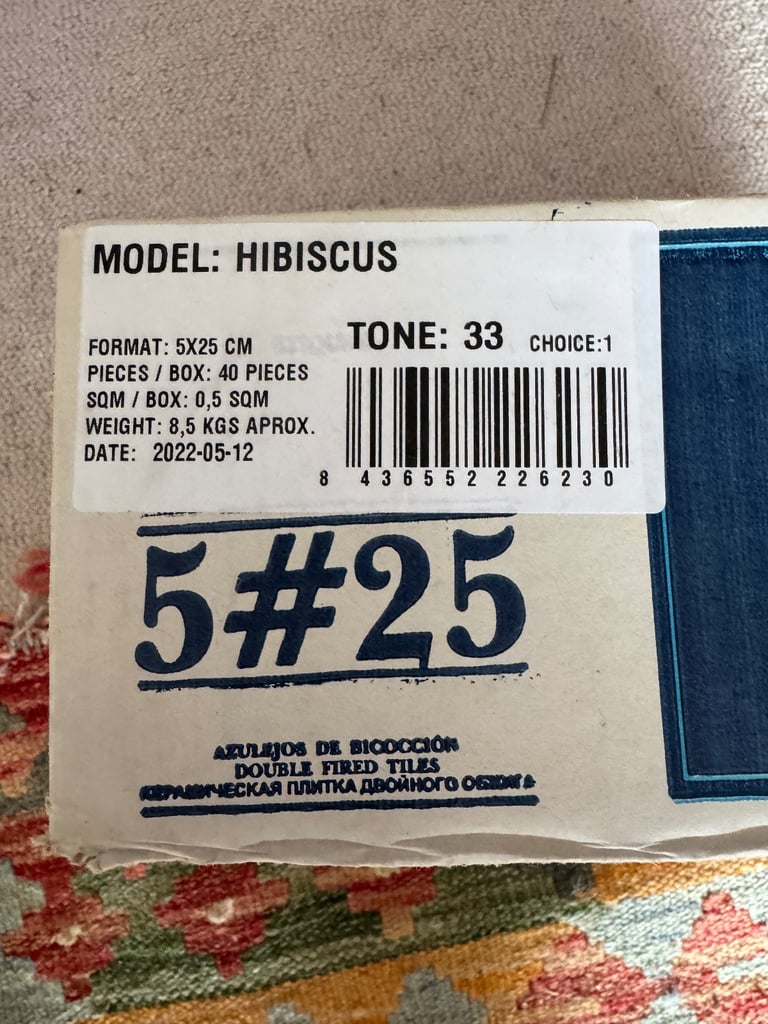 MODEL: HIBISCUS
TONE: 33 CHOICE:1
FORMAT: 5X25 CM
PIECES / BOX: 40 PIECES
SQM / BOX: 0,5 SQM
WEIGHT: 8,5 KGS APROX.
DATE: 2022-05-12
8 436552 226230
5#25
AZULEJOS DE BICOCCIÓN
DOUBLE FIRED TILES
КЕРАМИЧЕСКАЯ ПЛИТКА ДВОЙНОГО ОБЖИГА